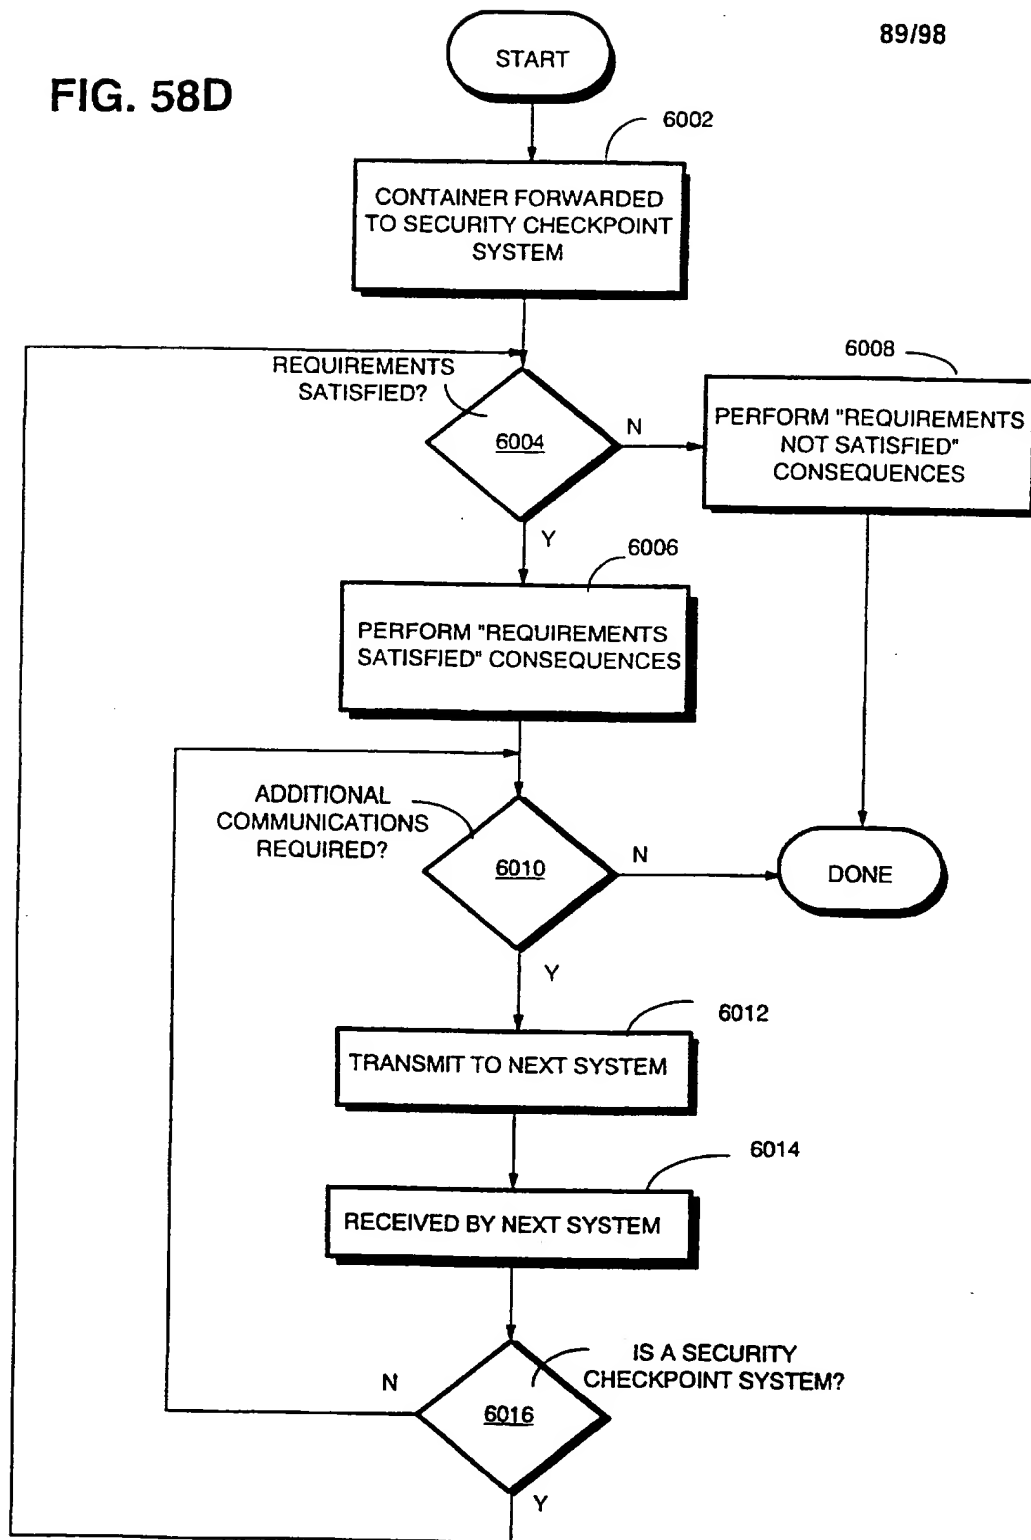 89/98
FIG. 58D
START
6002
CONTAINER FORWARDED
TO SECURITY CHECKPOINT
SYSTEM
REQUIREMENTS
SATISFIED?
6004
N
Y
6008
PERFORM "REQUIREMENTS
NOT SATISFIED"
CONSEQUENCES
6006
PERFORM "REQUIREMENTS
SATISFIED" CONSEQUENCES
ADDITIONAL
COMMUNICATIONS
REQUIRED?
6010
N
DONE
Y
6012
TRANSMIT TO NEXT SYSTEM
6014
RECEIVED BY NEXT SYSTEM
IS A SECURITY
CHECKPOINT SYSTEM?
N
6016
Y